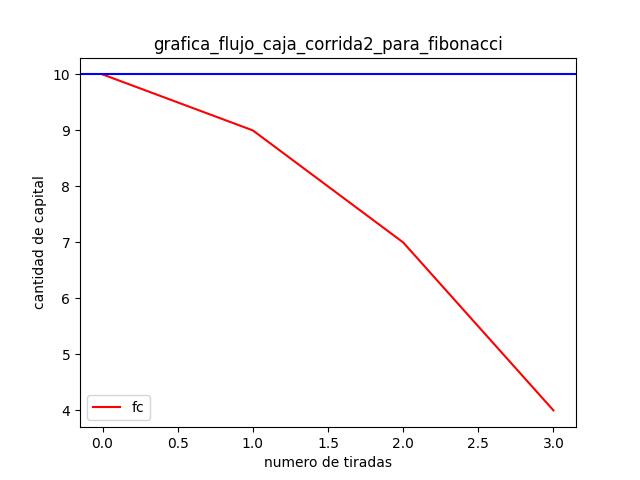 grafica_flujo_caja_corrida2_para_fibonacci
cantidad de capital
10
9
8
7
6
5
4
fc
0.0 0.5 1.0 1.5 2.0 2.5 3.0
numero de tiradas